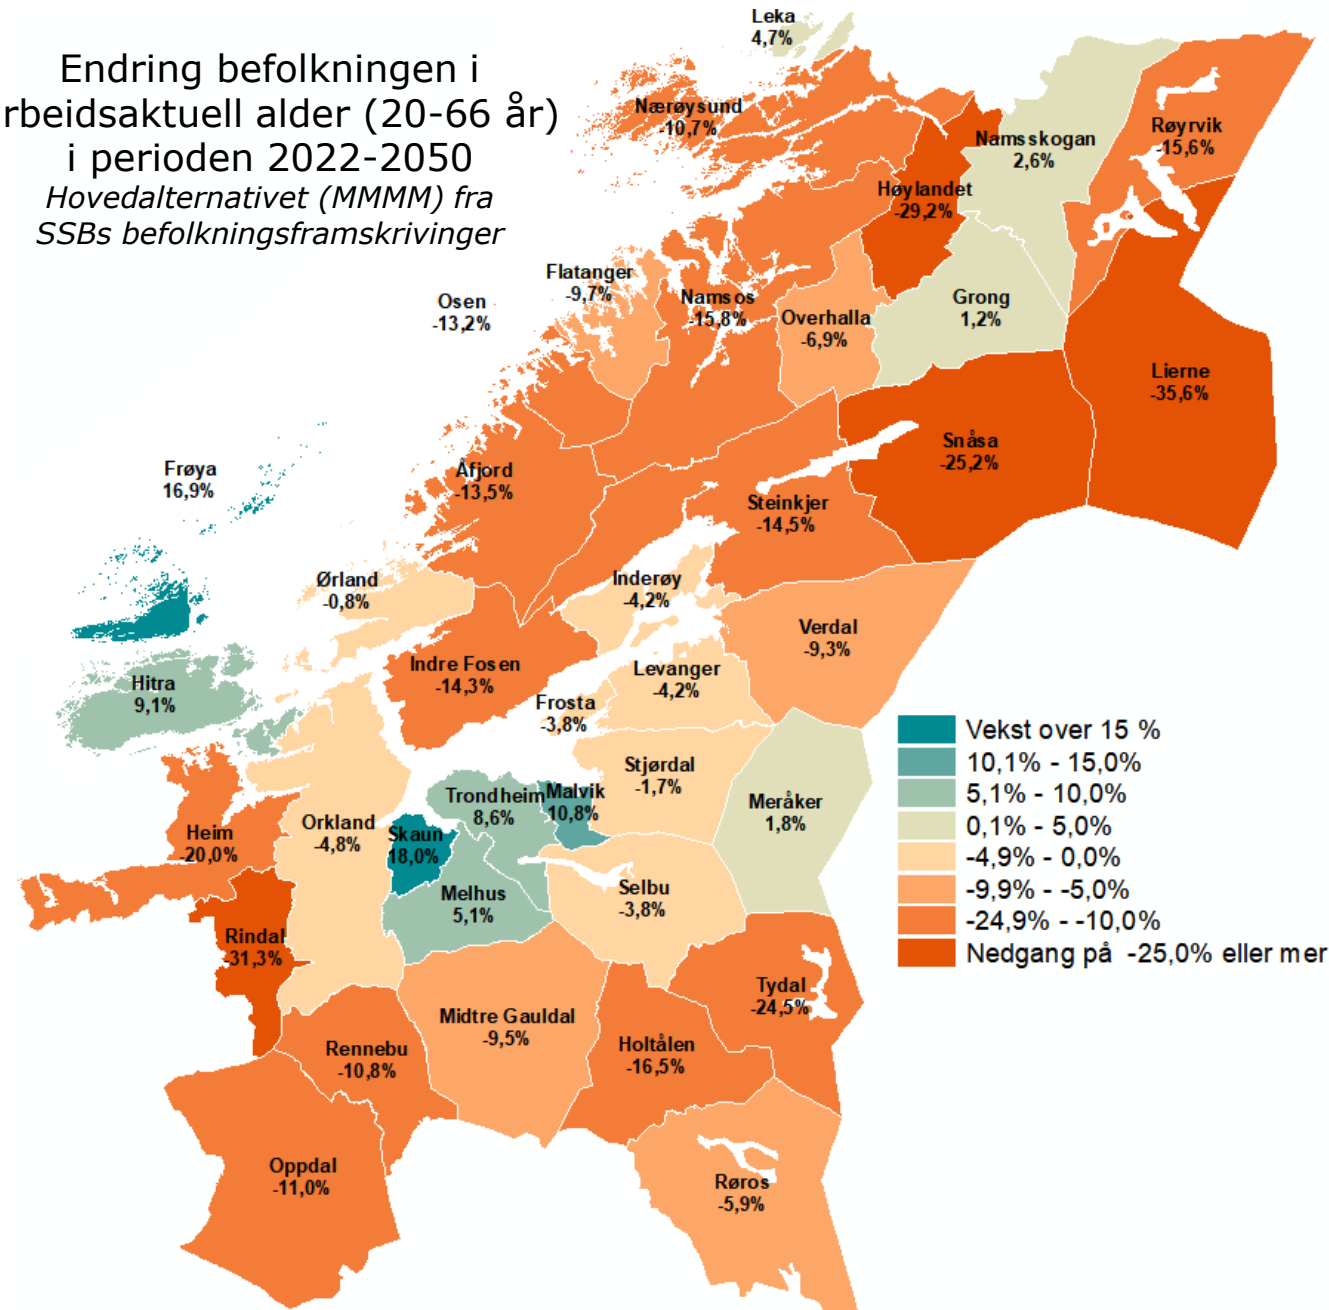 Endring befolkningen i
rbeidsaktuell alder (20-66 år)
i perioden 2022-2050
Hovedalternativet (MMMM) fra
SSBs befolkningsframskrivinger
Leka
4,7%
Nærøysund
-10,7%
Namsskogan
2,6%
Røyrvik
-15,6%
Høylandet
-29,2%
Flatanger
-9,7%
Osen
-13,2%
Namsos
-15,8%
Overhalla
-6,9%
Grong
1,2%
Lierne
-35,6%
Snåsa
-25,2%
Frøya
16,9%
Åfjord
-13,5%
Steinkjer
-14,5%
Ørland
-0,8%
Inderøy
-4,2%
Verdal
-9,3%
Indre Fosen
-14,3%
Levanger
-4,2%
Hitra
9,1%
Frosta
-3,8%
Stjørdal
-1,7%
Meråker
1,8%
Trondheim
8,6%
Malvik
10,8%
Orkland
-4,8%
Skaun
18,0%
Heim
-20,0%
Melhus
5,1%
Selbu
-3,8%
Rindal
-31,3%
Tydal
-24,5%
Midtre Gauldal
-9,5%
Holtålen
-16,5%
Rennebu
-10,8%
Oppdal
-11,0%
Røros
-5,9%
Vekst over 15 %
10,1% - 15,0%
5,1% - 10,0%
0,1% - 5,0%
-4,9% - 0,0%
-9,9% - -5,0%
-24,9% - -10,0%
Nedgang på -25,0% eller mer